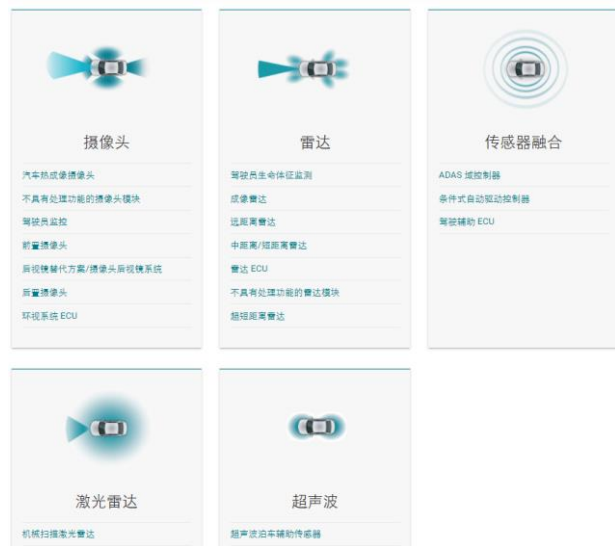 摄像头
汽车热成像摄像头
不具有处理功能的摄像头模块
驾驶员监控
前置摄像头
后视镜替代方案/摄像头后视镜系统
后置摄像头
环视系统 ECU
雷达
驾驶员生命体征监测
成像雷达
远距离雷达
中距离/短距离雷达
雷达 ECU
不具有处理功能的雷达模块
超短距离雷达
传感器融合
ADAS 域控制器
条件式自动驱动控制器
驾驶辅助 ECU
激光雷达
机械扫描激光雷达
超声波
超声波泊车辅助传感器